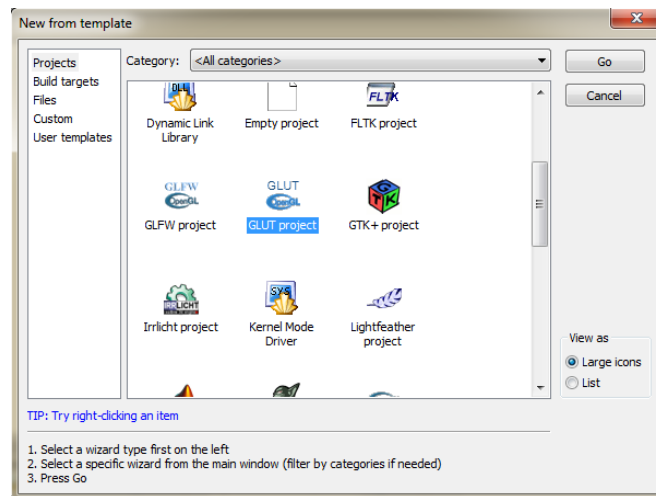 New from template
Projects
Build targets
Files
Custom
User templates
Category: <All categories>
Go
Cancel
DLL
FLTK
Dynamic Link
Library
Empty project
FLTK project
GLFW
OpenGL
GLUT
OpenGL
GTK
GLFW project
GLUT project
GTK+ project
IRRLICHT
SYS
Irrlicht project
Kernel Mode
Driver
Lightfeather
project
View as
Large icons
List
TIP: Try right-clicking an item
1. Select a wizard type first on the left
2. Select a specific wizard from the main window (filter by categories if needed)
3. Press Go